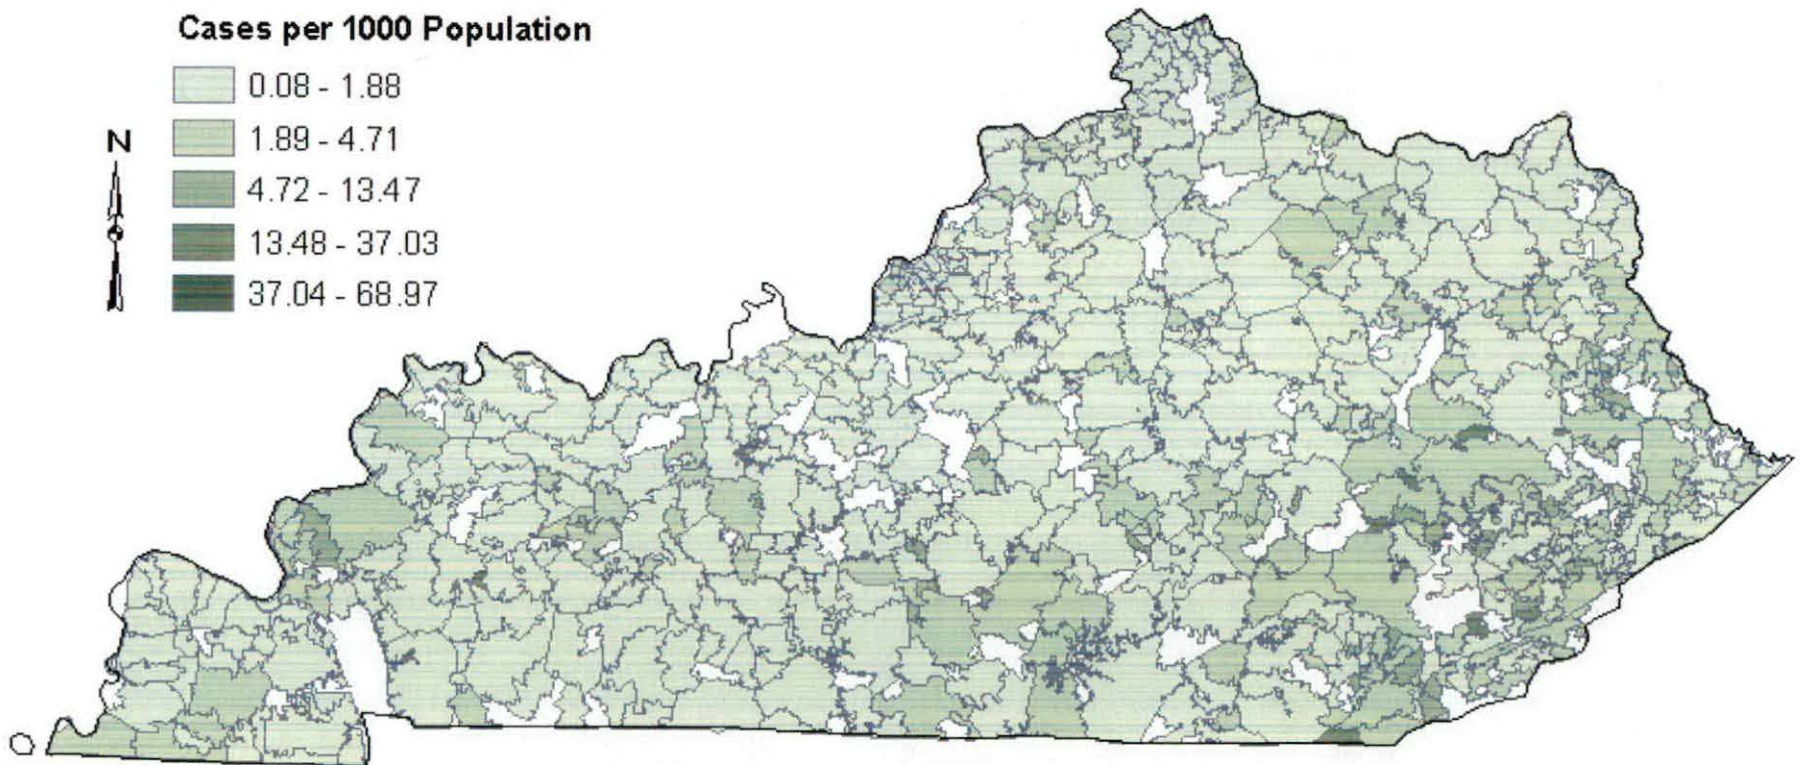 Cases per 1000 Population
0.08 - 1.88
1.89 - 4.71
4.72 - 13.47
13.48 - 37.03
37.04 - 68.97
N